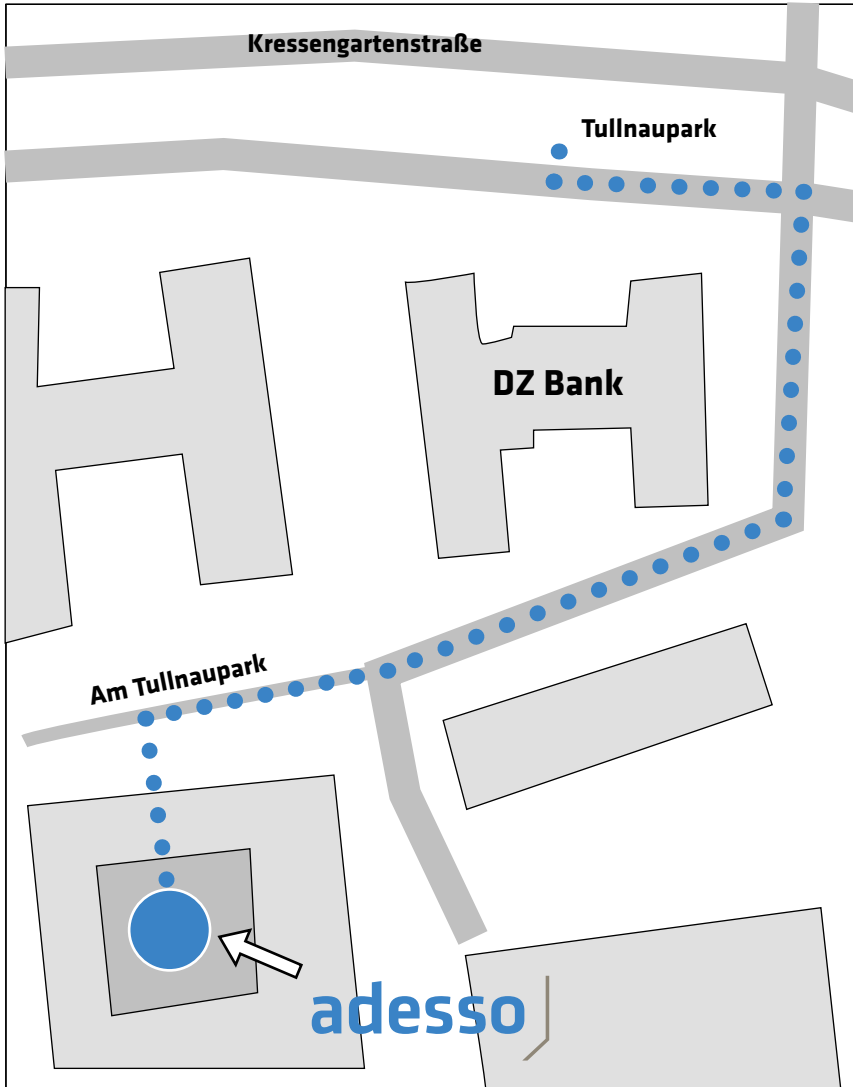 Kressengartenstraße
Tullnaupark
DZ Bank
Am Tullnaupark
adesso